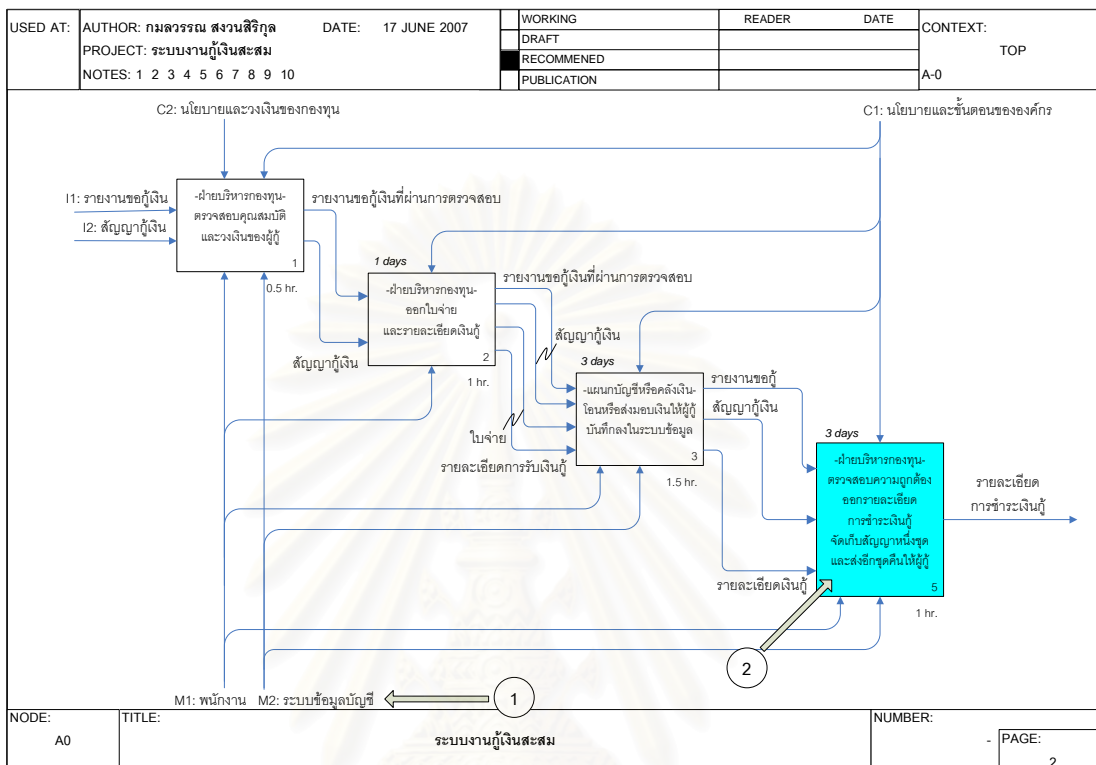 USED AT:
AUTHOR: กมลวรรณ สงวนสิริกุล
DATE: 17 JUNE 2007
PROJECT: ระบบงานกู้เงินสะสม
NOTES: 1 2 3 4 5 6 7 8 9 10
WORKING
DRAFT
RECOMMENED
PUBLICATION
READER
DATE
CONTEXT:
TOP
A-0
C2: นโยบายและวงเงินของกองทุน
C1: นโยบายและขั้นตอนขององค์กร
I1: รายงานขอกู้เงิน
I2: สัญญากู้เงิน
-ฝ่ายบริหารกองทุน-
ตรวจสอบคุณสมบัติ
และวงเงินของผู้กู้
1
0.5 hr.
รายงานขอกู้เงินที่ผ่านการตรวจสอบ
สัญญากู้เงิน
1 days
-ฝ่ายบริหารกองทุน-
ออกใบจ่าย
และรายละเอียดเงินกู้
2
1 hr.
รายงานขอกู้เงินที่ผ่านการตรวจสอบ
สัญญากู้เงิน
ใบจ่าย
รายละเอียดการรับเงินกู้
3 days
-แผนกบัญชีหรือคลังเงิน-
โอนหรือส่งมอบเงินให้ผู้กู้
บันทึกลงในระบบข้อมูล
3
1.5 hr.
รายงานขอกู้
สัญญากู้เงิน
รายละเอียดเงินกู้
3 days
-ฝ่ายบริหารกองทุน-
ตรวจสอบความถูกต้อง
ออกรายละเอียด
การชำระเงินกู้
จัดเก็บสัญญาหนึ่งชุด
และส่งอีกชุดคืนให้ผู้กู้
5
1 hr.
รายละเอียด
การชำระเงินกู้
2
1
M1: พนักงาน
M2: ระบบข้อมูลบัญชี
NODE:
A0
TITLE:
ระบบงานกู้เงินสะสม
NUMBER:
-
PAGE:
2